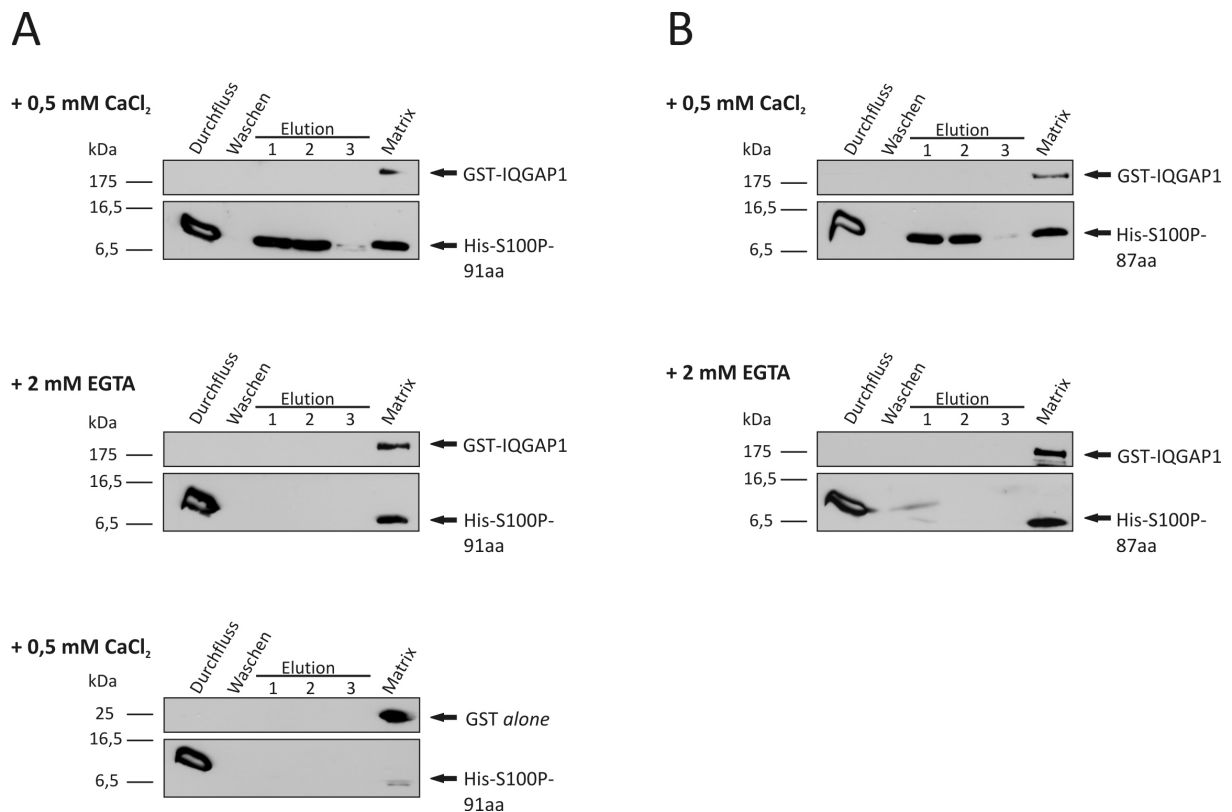 A
+ 0,5 mM CaCl₂
Durchfluss
Waschen
Elution
Matrix
kDa
1 2 3
175
GST-IQGAP1
16,5
6,5
His-S100P-
91aa
+ 2 mM EGTA
Durchfluss
Waschen
Elution
Matrix
kDa
1 2 3
175
GST-IQGAP1
16,5
6,5
His-S100P-
91aa
+ 0,5 mM CaCl₂
Durchfluss
Waschen
Elution
Matrix
kDa
1 2 3
25
GST alone
16,5
6,5
His-S100P-
91aa
B
+ 0,5 mM CaCl₂
Durchfluss
Waschen
Elution
Matrix
kDa
1 2 3
175
GST-IQGAP1
16,5
6,5
His-S100P-
87aa
+ 2 mM EGTA
Durchfluss
Waschen
Elution
Matrix
kDa
1 2 3
175
GST-IQGAP1
16,5
6,5
His-S100P-
87aa